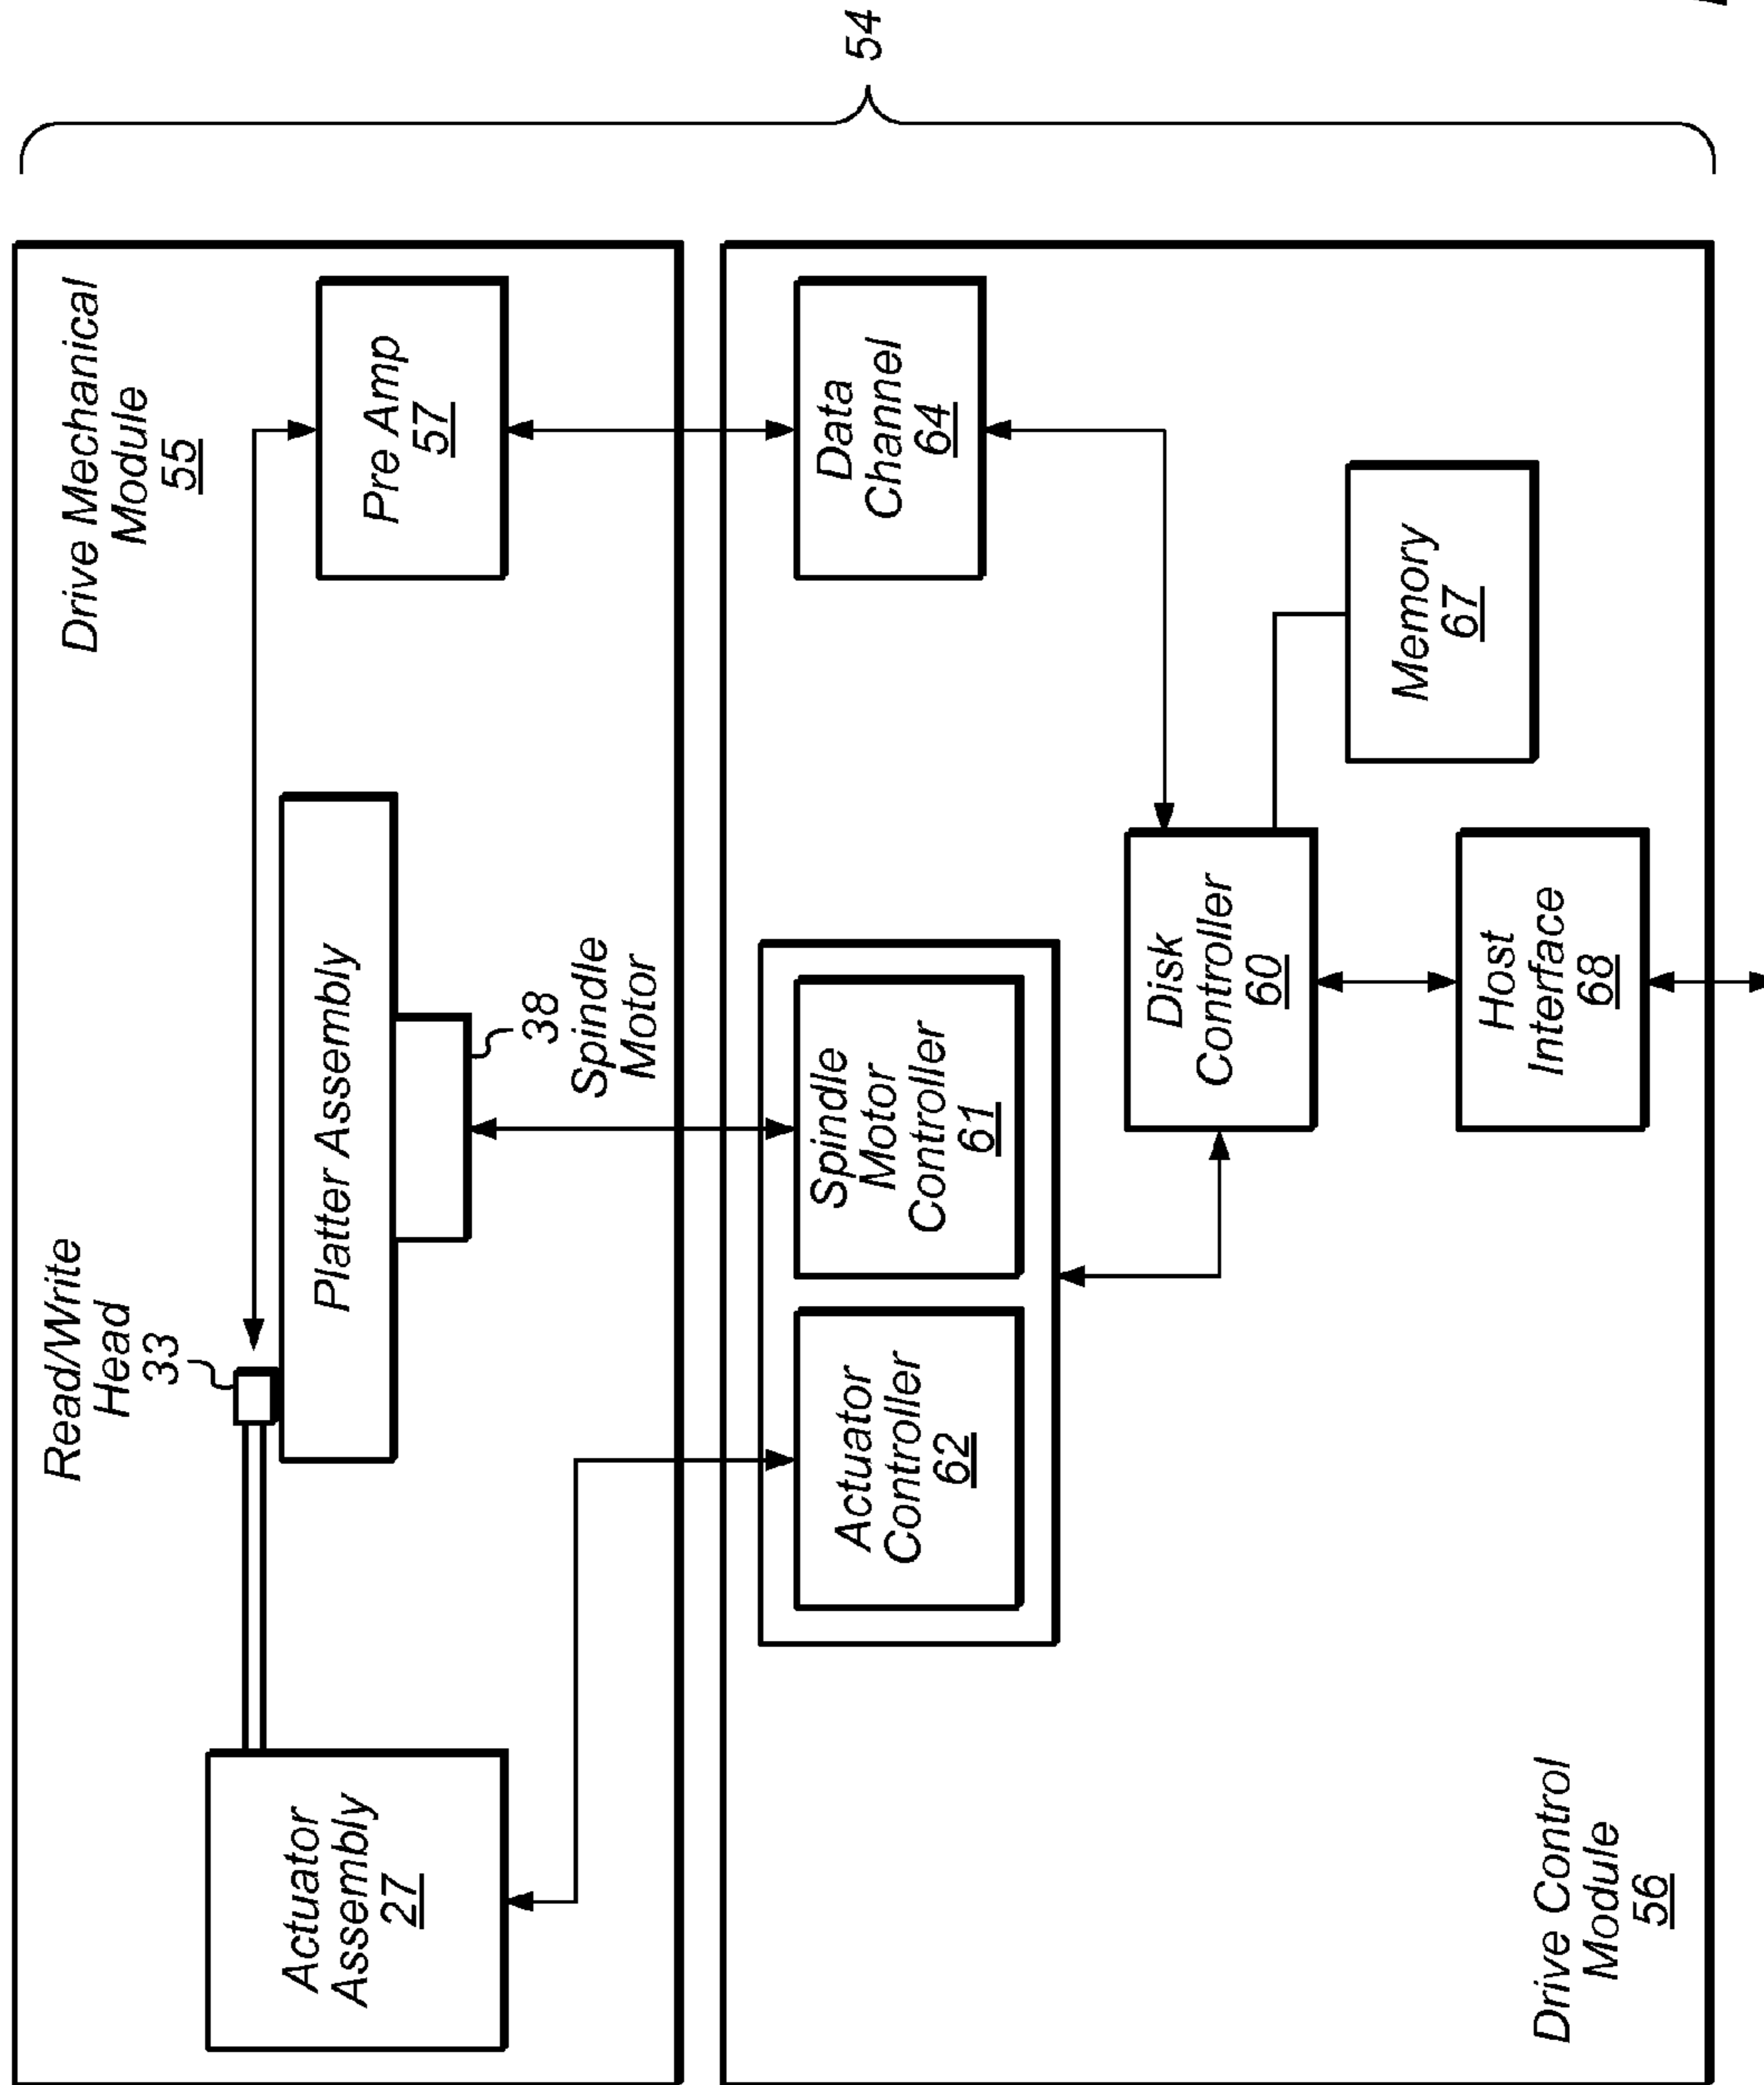 54
Drive Mechanical
Module
55
Read/Write
Head
33
Pre Amp
57
Platter Assembly
38
Spindle
Motor
Actuator
Assembly
27
Data
Channel
64
Spindle
Motor
Controller
61
Actuator
Controller
62
Memory
67
Disk
Controller
60
Host
Interface
68
Drive Control
Module
56